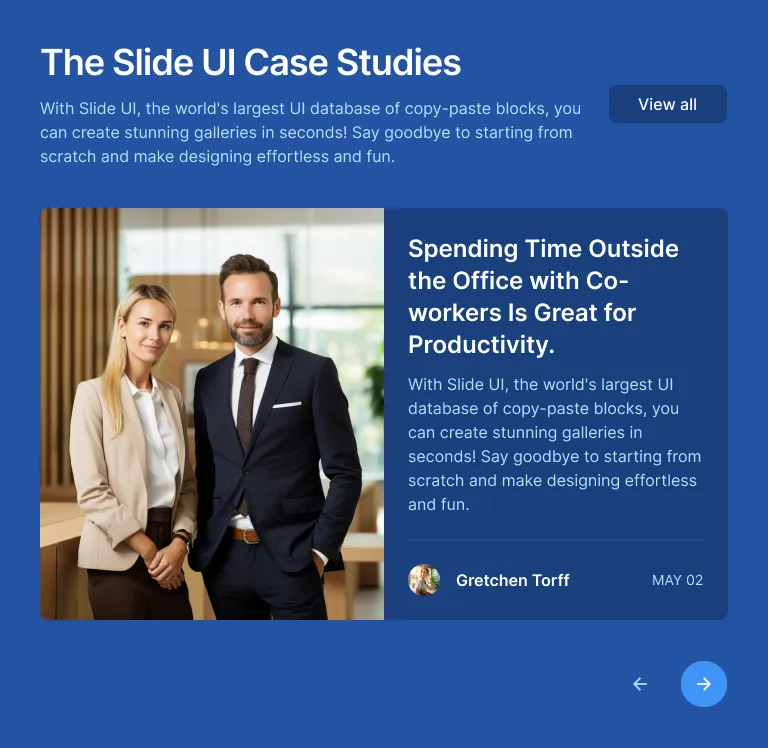 The Slide UI Case Studies
With Slide UI, the world's largest UI database of copy-paste blocks, you
can create stunning galleries in seconds! Say goodbye to starting from
scratch and make designing effortless and fun.
View all
Spending Time Outside
the Office with Co-
workers Is Great for
Productivity.
With Slide UI, the world's largest UI
database of copy-paste blocks, you
can create stunning galleries in
seconds! Say goodbye to starting from
scratch and make designing effortless
and fun.
Gretchen Torff
MAY 02